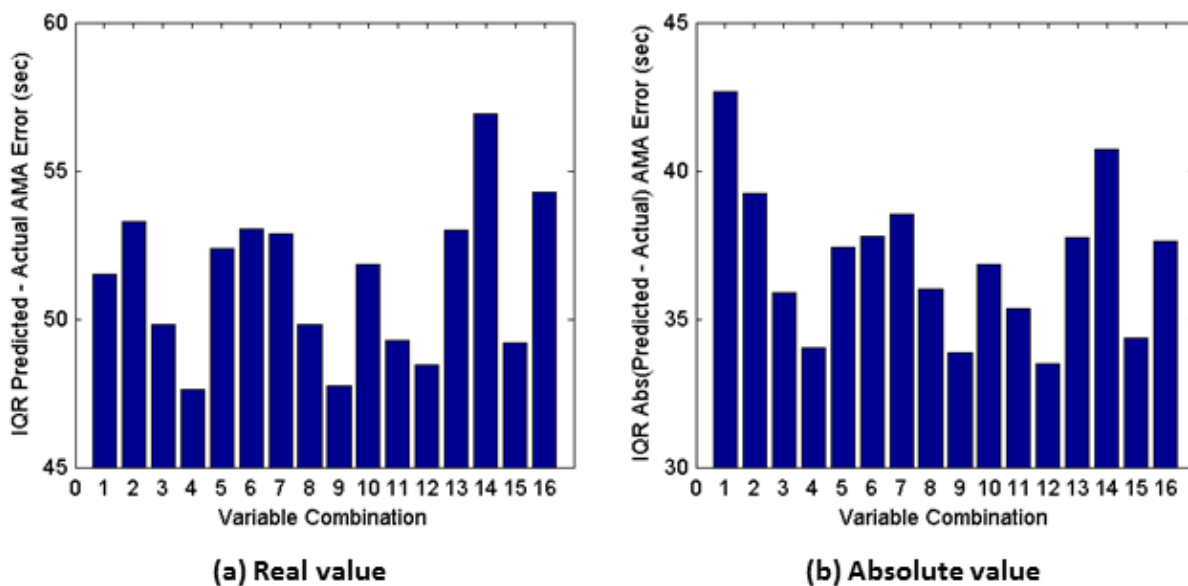 60
55
50
45
IQR Predicted - Actual AMA Error (sec)
0 1 2 3 4 5 6 7 8 9 10 11 12 13 14 15 16
Variable Combination
(a) Real value
45
40
35
30
IQR Abs(Predicted - Actual) AMA Error (sec)
0 1 2 3 4 5 6 7 8 9 10 11 12 13 14 15 16
Variable Combination
(b) Absolute value